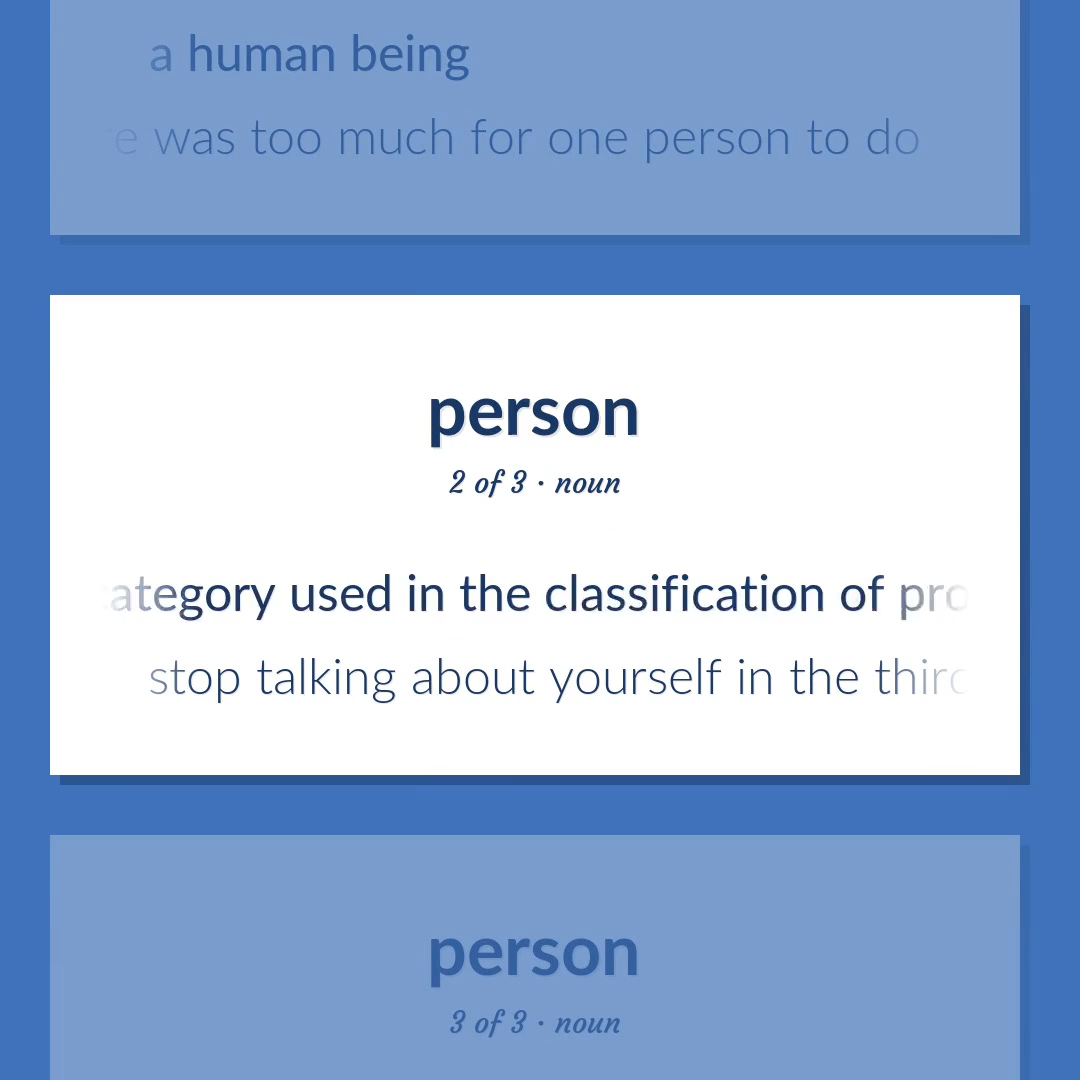 a human being
was too much for one person to do
person
2 of 3 · noun
ategory used in the classification of pro
stop talking about yourself in the third
person
3 of 3 · noun